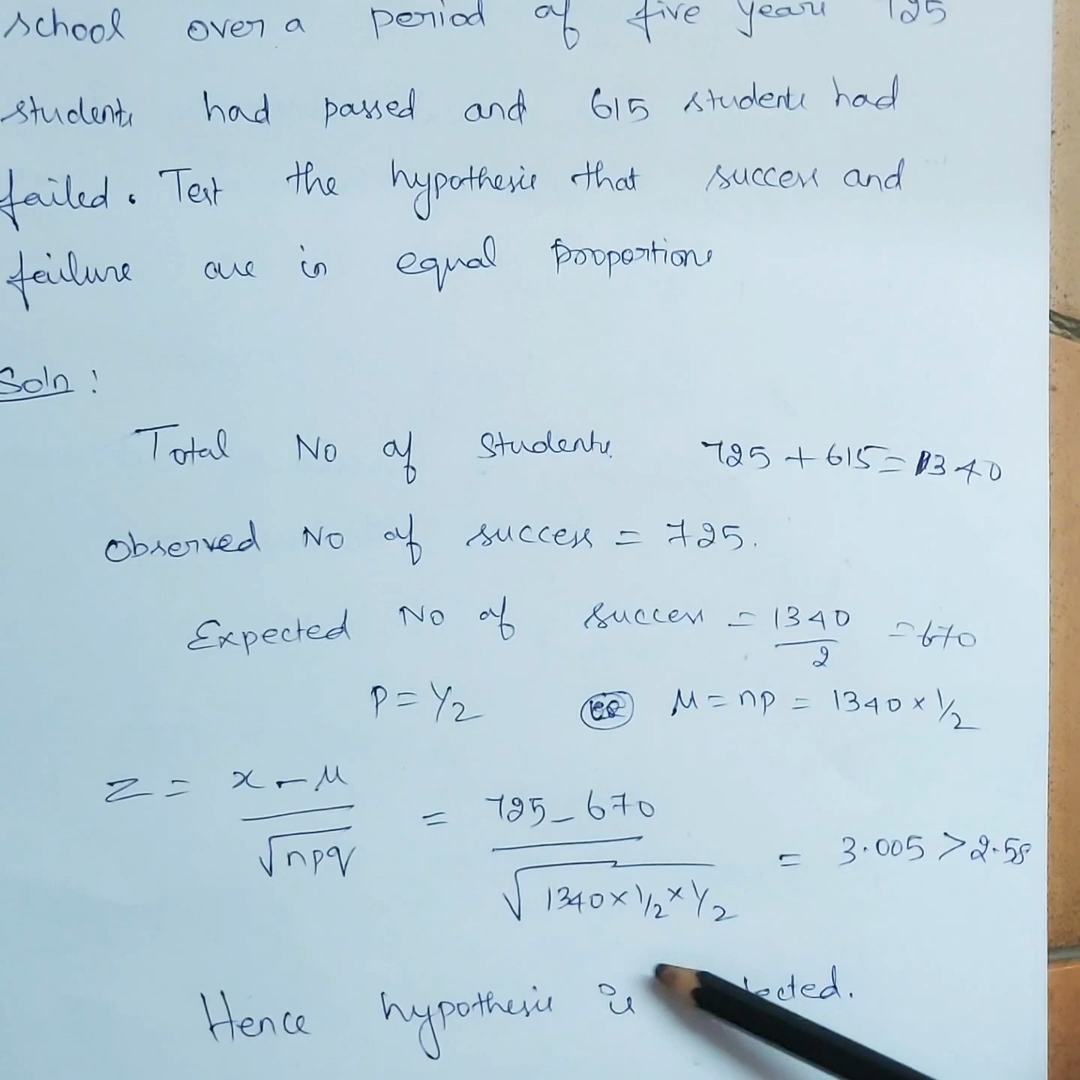 school over a period of five years 725
students had passed and 615 students had
failed. Test the hypothesis that success and
failure are in equal proportions
Soln :
Total No of students 725 + 615 = 1340
Observed No of success = 725.
Expected No of success = 1340/2 = 670
P = 1/2 μ = np = 1340 × 1/2
z = x - μ / √npq = 725 - 670 / √1340 × 1/2 × 1/2 = 3.005 > 2.58
Hence hypothesis is